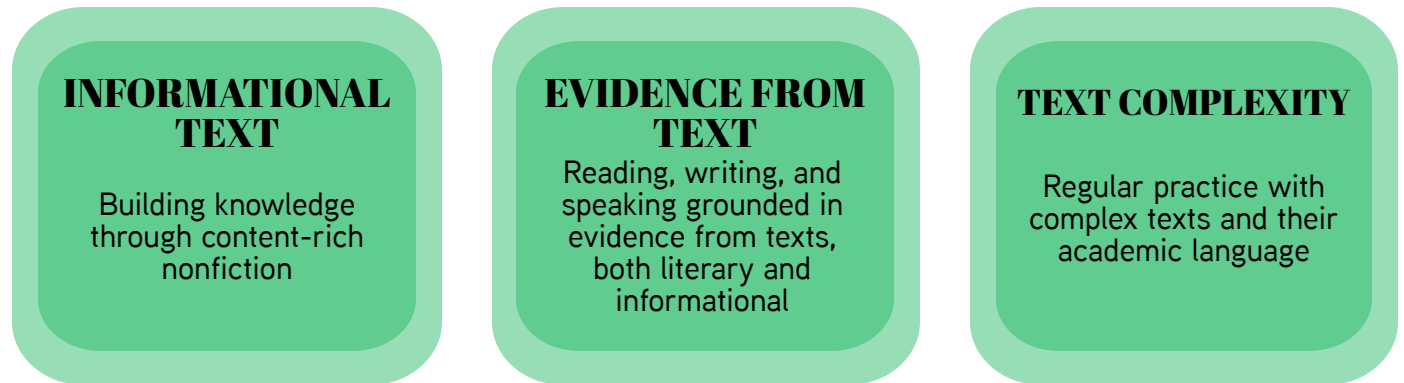 INFORMATIONAL
TEXT
Building knowledge
through content-rich
nonfiction
EVIDENCE FROM
TEXT
Reading, writing, and
speaking grounded in
evidence from texts,
both literary and
informational
TEXT COMPLEXITY
Regular practice with
complex texts and their
academic language